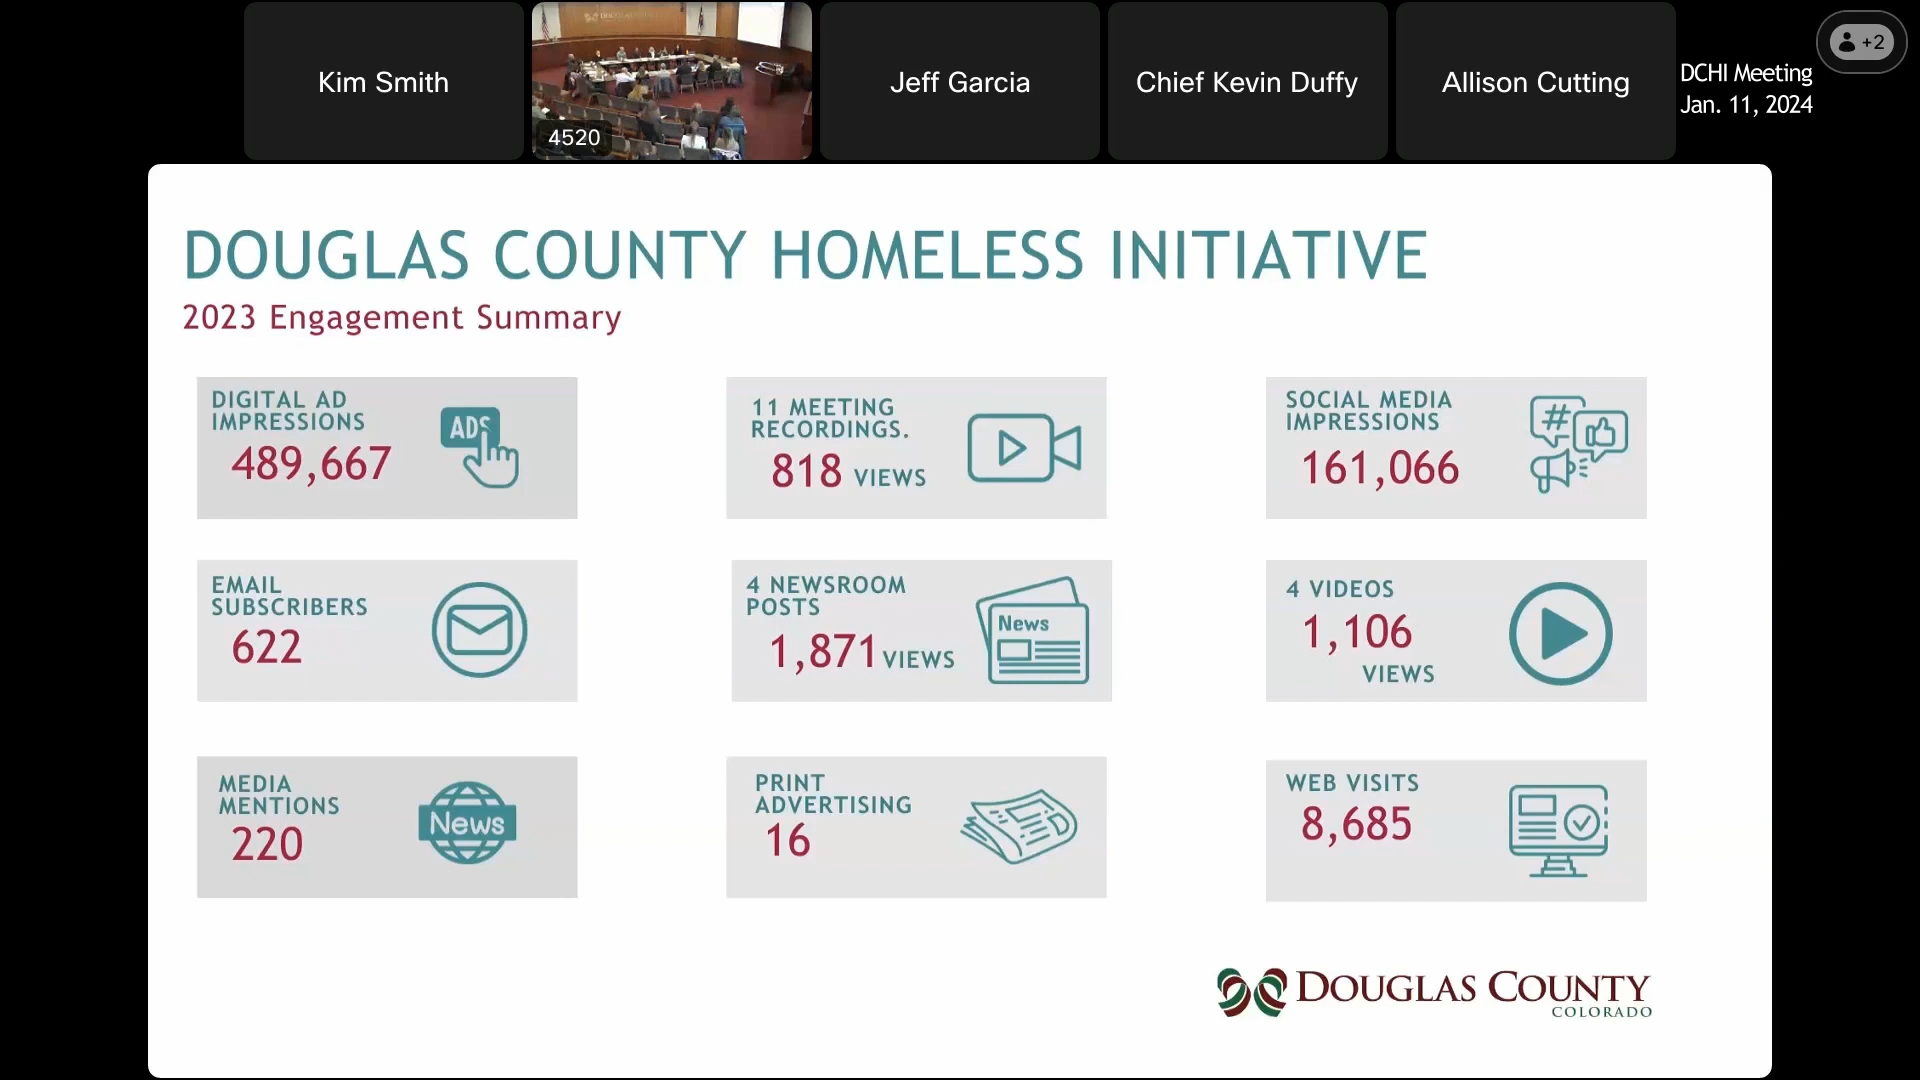 Kim Smith
4520
Jeff Garcia
Chief Kevin Duffy
Allison Cutting
DCHI Meeting
Jan. 11, 2024
+2
DOUGLAS COUNTY HOMELESS INITIATIVE
2023 Engagement Summary
DIGITAL AD
IMPRESSIONS
489,667
ADS
11 MEETING
RECORDINGS.
818 VIEWS
SOCIAL MEDIA
IMPRESSIONS
161,066
#
EMAIL
SUBSCRIBERS
622
4 NEWSROOM
POSTS
1,871 VIEWS
News
4 VIDEOS
1,106
VIEWS
MEDIA
MENTIONS
220
News
PRINT
ADVERTISING
16
WEB VISITS
8,685
DOUGLAS COUNTY
COLORADO